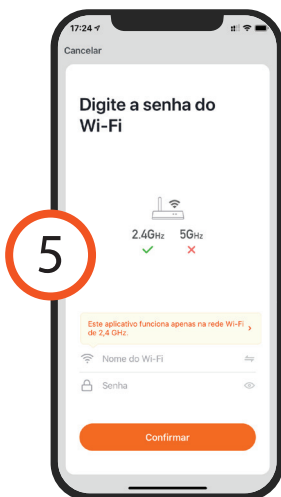 17:24
Cancelar
Digite a senha do
Wi-Fi
2.4GHz 5GHz
5
Este aplicativo funciona apenas na rede Wi-Fi
de 2,4 GHz.
Nome do Wi-Fi
Senha
Confirmar